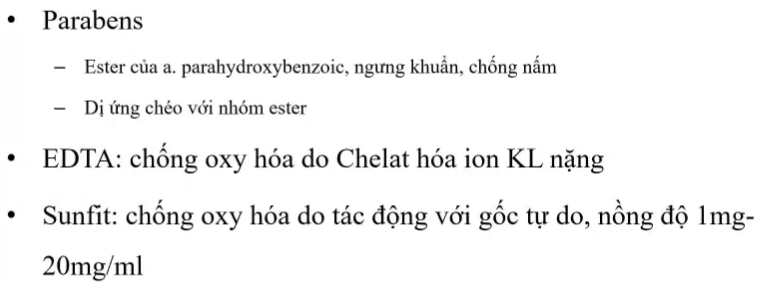 • Parabens
– Ester của a. parahydroxybenzoic, ngưng khuẩn, chống nấm
– Dị ứng chéo với nhóm ester
• EDTA: chống oxy hóa do Chelat hóa ion KL nặng
• Sunfit: chống oxy hóa do tác động với gốc tự do, nồng độ 1mg-
20mg/ml